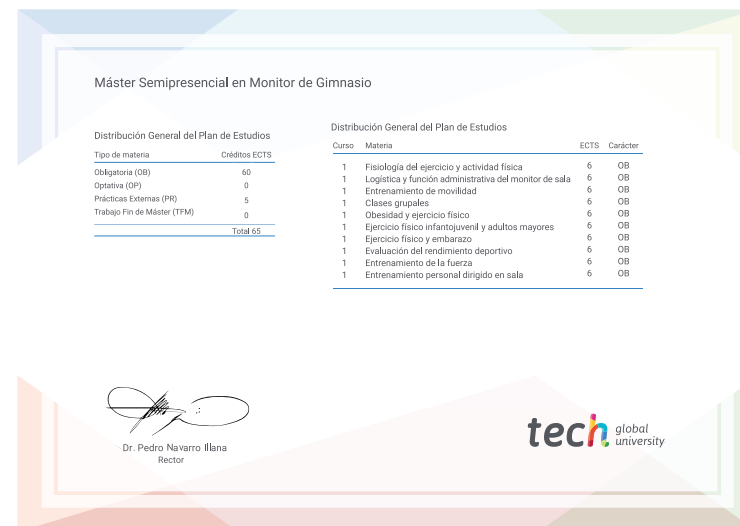 Máster Semipresencial en Monitor de Gimnasio
Distribución General del Plan de Estudios
Tipo de materia Créditos ECTS
Obligatoria (OB) 60
Optativa (OP) 0
Prácticas Externas (PR) 5
Trabajo Fin de Máster (TFM) 0
Total 65
Distribución General del Plan de Estudios
Curso Materia ECTS Carácter
1 Fisiología del ejercicio y actividad física 6 OB
1 Logística y función administrativa del monitor de sala 6 OB
1 Entrenamiento de movilidad 6 OB
1 Clases grupales 6 OB
1 Obesidad y ejercicio físico 6 OB
1 Ejercicio físico infantojuvenil y adultos mayores 6 OB
1 Ejercicio físico y embarazo 6 OB
1 Evaluación del rendimiento deportivo 6 OB
1 Entrenamiento de la fuerza 6 OB
1 Entrenamiento personal dirigido en sala 6 OB
Dr. Pedro Navarro Illana
Rector
tech global
university